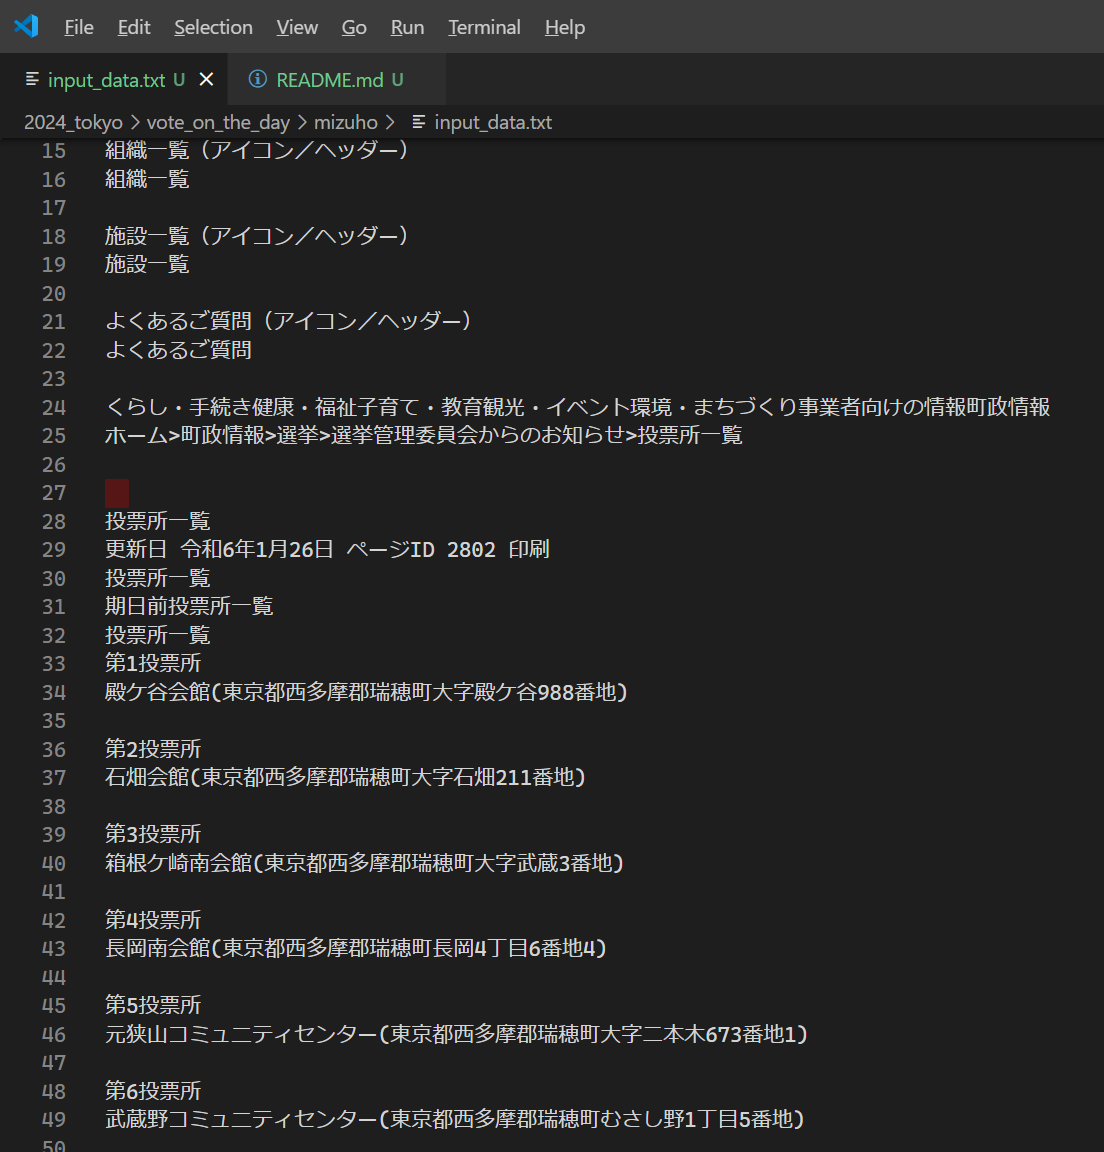 File Edit Selection View Go Run Terminal Help
input_data.txt U × README.md U
2024_tokyo > vote_on_the_day > mizuho > input_data.txt
15 組織一覧（アイコン／ヘッダー）
16 組織一覧
17
18 施設一覧（アイコン／ヘッダー）
19 施設一覧
20
21 よくあるご質問（アイコン／ヘッダー）
22 よくあるご質問
23
24 くらし・手続き健康・福祉子育て・教育観光・イベント環境・まちづくり事業者向けの情報町政情報
25 ホーム>町政情報>選挙>選挙管理委員会からのお知らせ>投票所一覧
26
27
28 投票所一覧
29 更新日 令和6年1月26日 ページID 2802 印刷
30 投票所一覧
31 期日前投票所一覧
32 投票所一覧
33 第1投票所
34 殿ケ谷会館(東京都西多摩郡瑞穂町大字殿ケ谷988番地)
35
36 第2投票所
37 石畑会館(東京都西多摩郡瑞穂町大字石畑211番地)
38
39 第3投票所
40 箱根ケ崎南会館(東京都西多摩郡瑞穂町大字武蔵3番地)
41
42 第4投票所
43 長岡南会館(東京都西多摩郡瑞穂町長岡4丁目6番地4)
44
45 第5投票所
46 元狭山コミュニティセンター(東京都西多摩郡瑞穂町大字二本木673番地1)
47
48 第6投票所
49 武蔵野コミュニティセンター(東京都西多摩郡瑞穂町むさし野1丁目5番地)
50